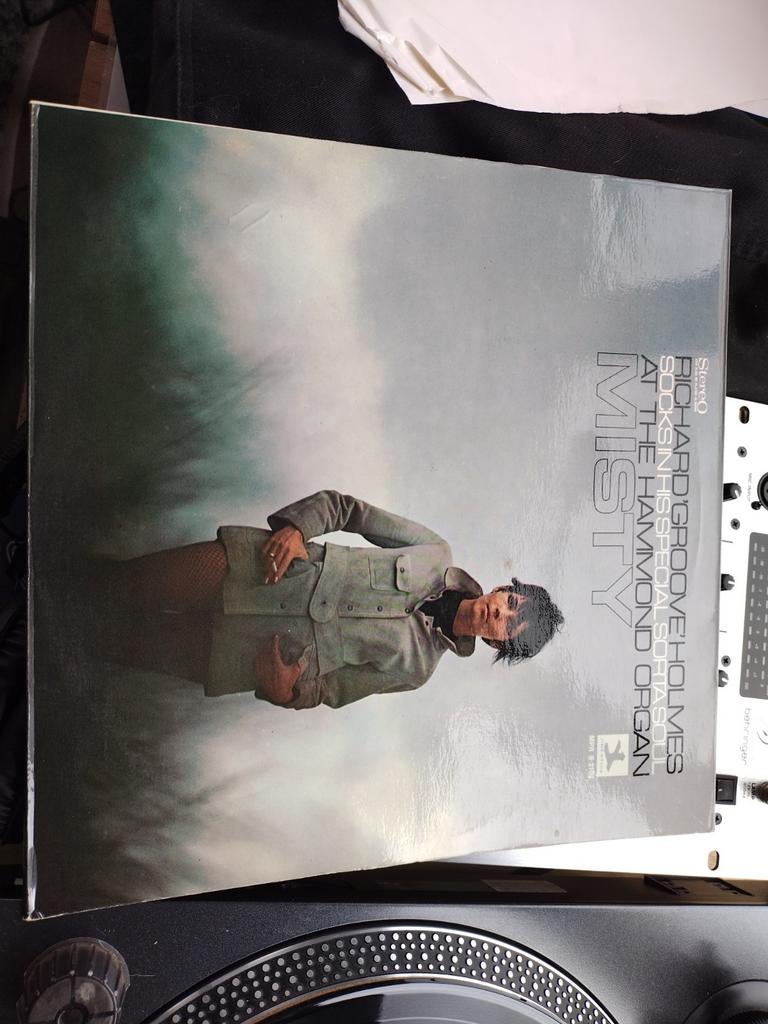 Stereo
RICHARD "GROOVE" HOLMES
SOCKS IN HIS SPECIAL SORTA SOUL
AT THE HAMMOND ORGAN
MISTY
behringer